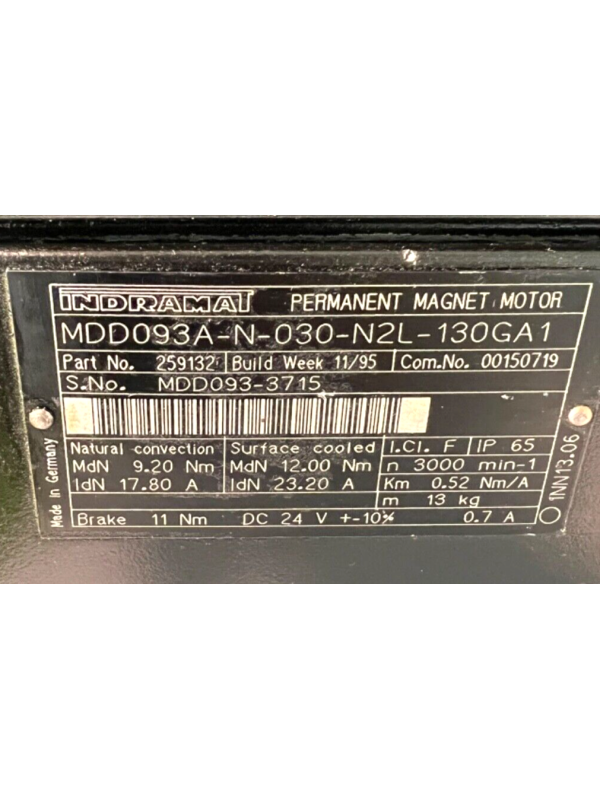 INDRAMAT PERMANENT MAGNET MOTOR
MDD093A-N-030-N2L-130GA1
Part No. 259132 Build Week 11/95 Com.No. 00150719
S.No. MDD093-3715
Natural convection Surface cooled I.Cl. F IP 65
MdN 9.20 Nm MdN 12.00 Nm n 3000 min-1
IdN 17.80 A IdN 23.20 A Km 0.52 Nm/A
m 13 kg
Brake 11 Nm DC 24 V +-10% 0.7 A
Made in Germany
1NN13.06